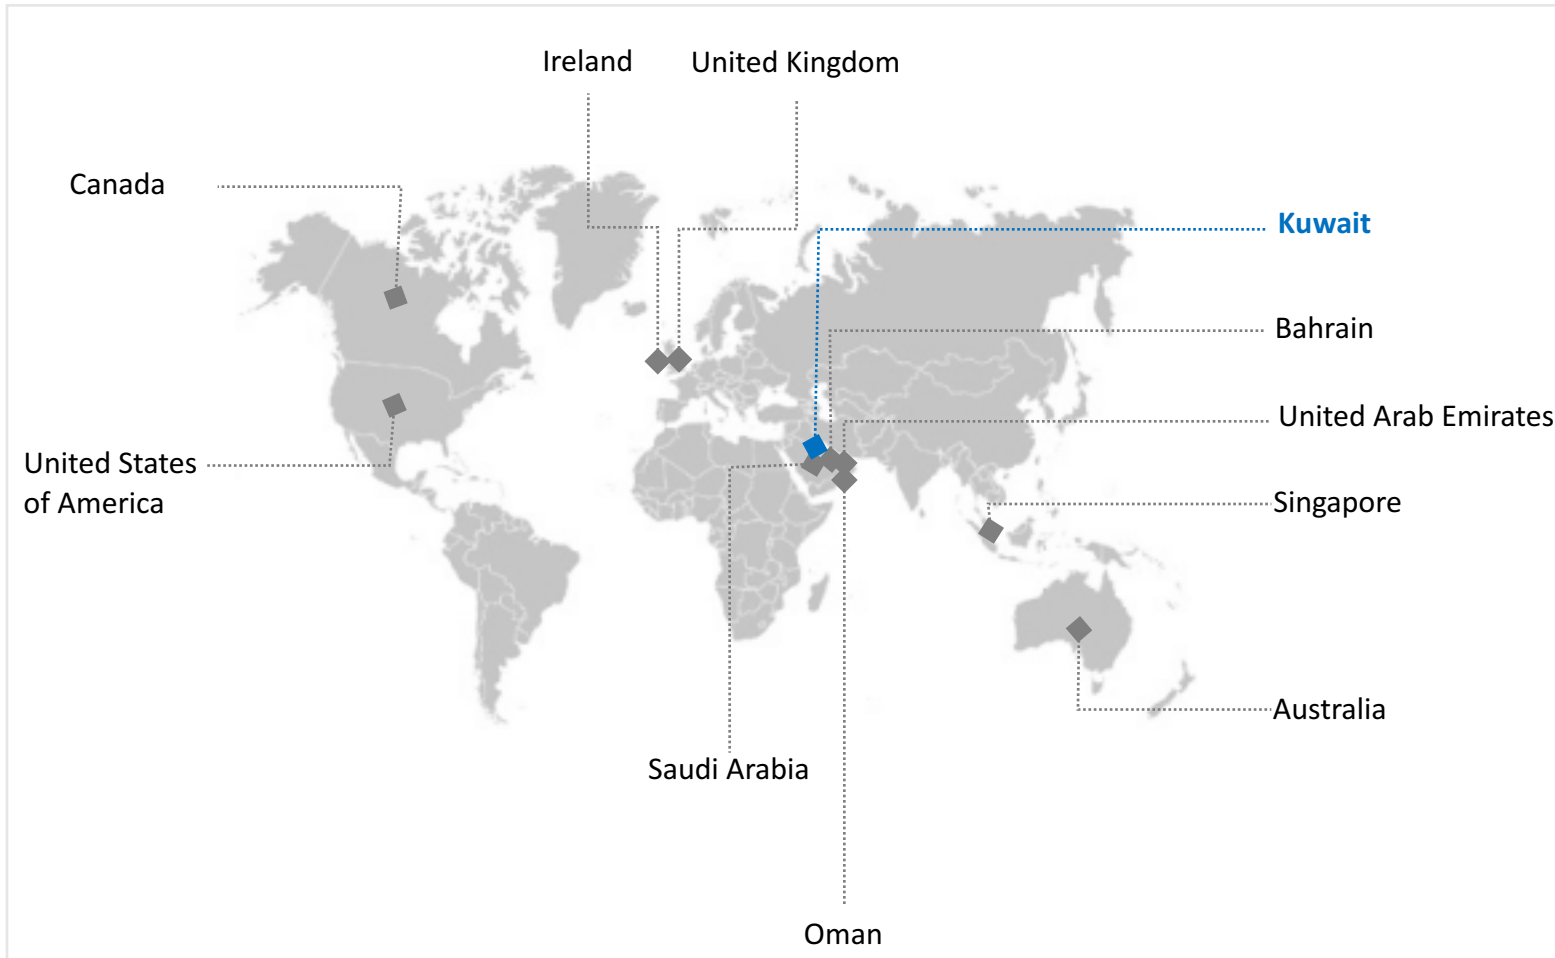 Ireland
United Kingdom
Canada
Kuwait
Bahrain
United Arab Emirates
United States
of America
Singapore
Australia
Saudi Arabia
Oman